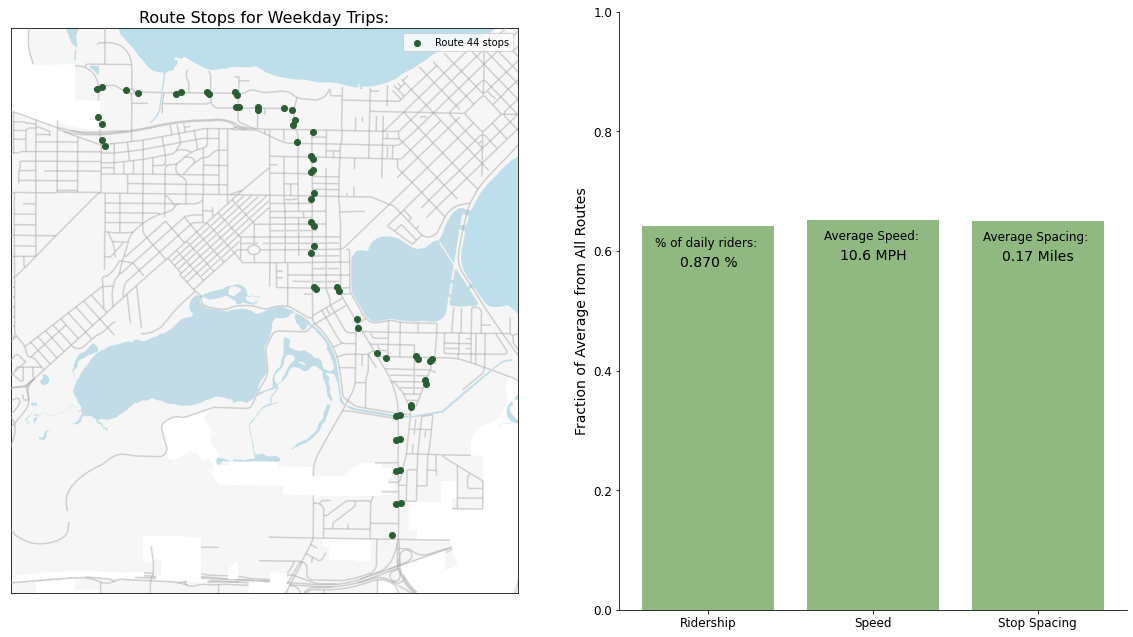 Route Stops for Weekday Trips:
Route 44 stops
Fraction of Average from All Routes
1.0
0.8
0.6
0.4
0.2
0.0
% of daily riders:
0.870 %
Average Speed:
10.6 MPH
Average Spacing:
0.17 Miles
Ridership
Speed
Stop Spacing